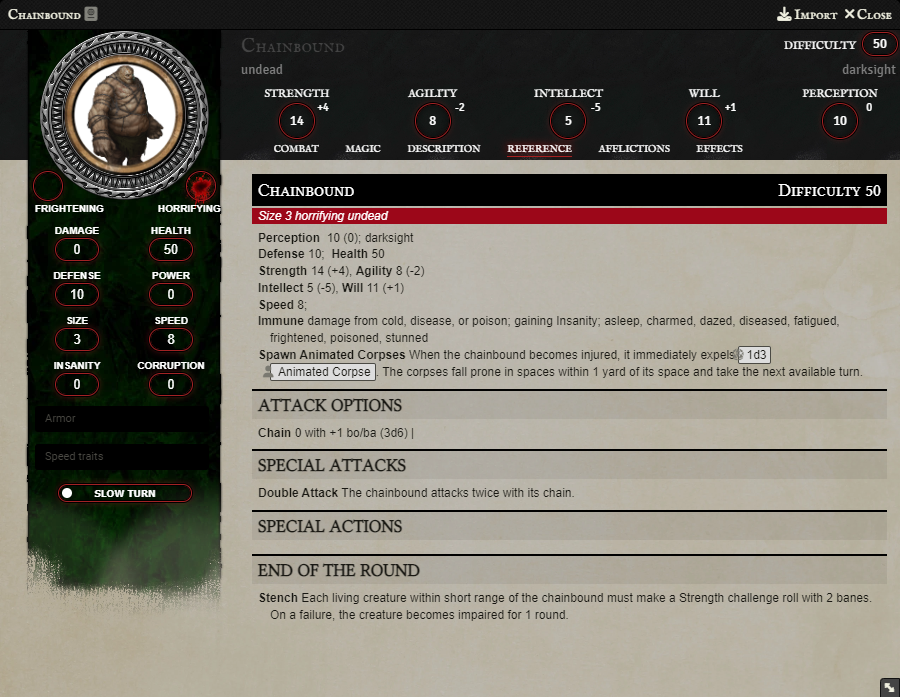 Chainbound
Import Close
Chainbound
DIFFICULTY 50
undead
darksight
STRENGTH AGILITY INTELLECT WILL PERCEPTION
+4 -2 -5 +1 0
14 8 5 11 10
COMBAT MAGIC DESCRIPTION REFERENCE AFFLICTIONS EFFECTS
FRIGHTENING HORRIFYING
DAMAGE HEALTH
0 50
DEFENSE POWER
10 0
SIZE SPEED
3 8
INSANITY CORRUPTION
0 0
Armor
Speed traits
SLOW TURN
Chainbound Difficulty 50
Size 3 horrifying undead
Perception 10 (0); darksight
Defense 10; Health 50
Strength 14 (+4), Agility 8 (-2)
Intellect 5 (-5), Will 11 (+1)
Speed 8;
Immune damage from cold, disease, or poison; gaining Insanity; asleep, charmed, dazed, diseased, fatigued,
frightened, poisoned, stunned
Spawn Animated Corpses When the chainbound becomes injured, it immediately expels 1d3
Animated Corpse . The corpses fall prone in spaces within 1 yard of its space and take the next available turn.
ATTACK OPTIONS
Chain 0 with +1 bo/ba (3d6) |
SPECIAL ATTACKS
Double Attack The chainbound attacks twice with its chain.
SPECIAL ACTIONS
END OF THE ROUND
Stench Each living creature within short range of the chainbound must make a Strength challenge roll with 2 banes.
On a failure, the creature becomes impaired for 1 round.